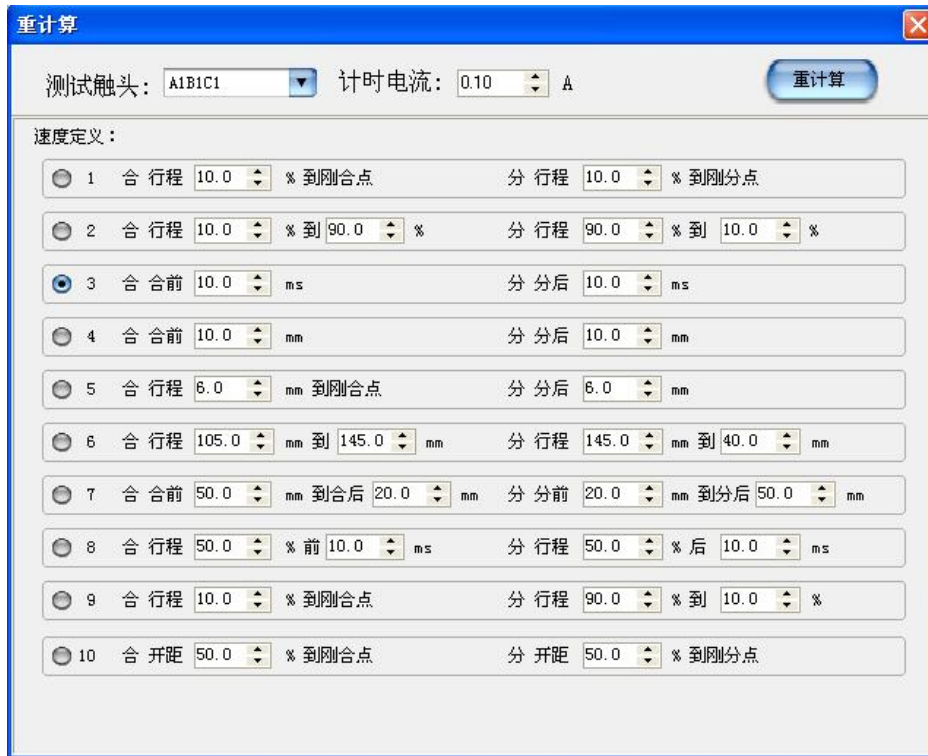 重计算
测试触头: A1B1C1 计时电流: 0.10 A 重计算
速度定义:
1 合 行程 10.0 % 到刚合点 分 行程 10.0 % 到刚分点
2 合 行程 10.0 % 到 90.0 % 分 行程 90.0 % 到 10.0 %
3 合 合前 10.0 ms 分 分后 10.0 ms
4 合 合前 10.0 mm 分 分后 10.0 mm
5 合 行程 6.0 mm 到刚合点 分 分后 6.0 mm
6 合 行程 105.0 mm 到 145.0 mm 分 行程 145.0 mm 到 40.0 mm
7 合 合前 50.0 mm 到合后 20.0 mm 分 分前 20.0 mm 到分后 50.0 mm
8 合 行程 50.0 % 前 10.0 ms 分 行程 50.0 % 后 10.0 ms
9 合 行程 10.0 % 到刚合点 分 行程 90.0 % 到 10.0 %
10 合 开距 50.0 % 到刚合点 分 开距 50.0 % 到刚分点